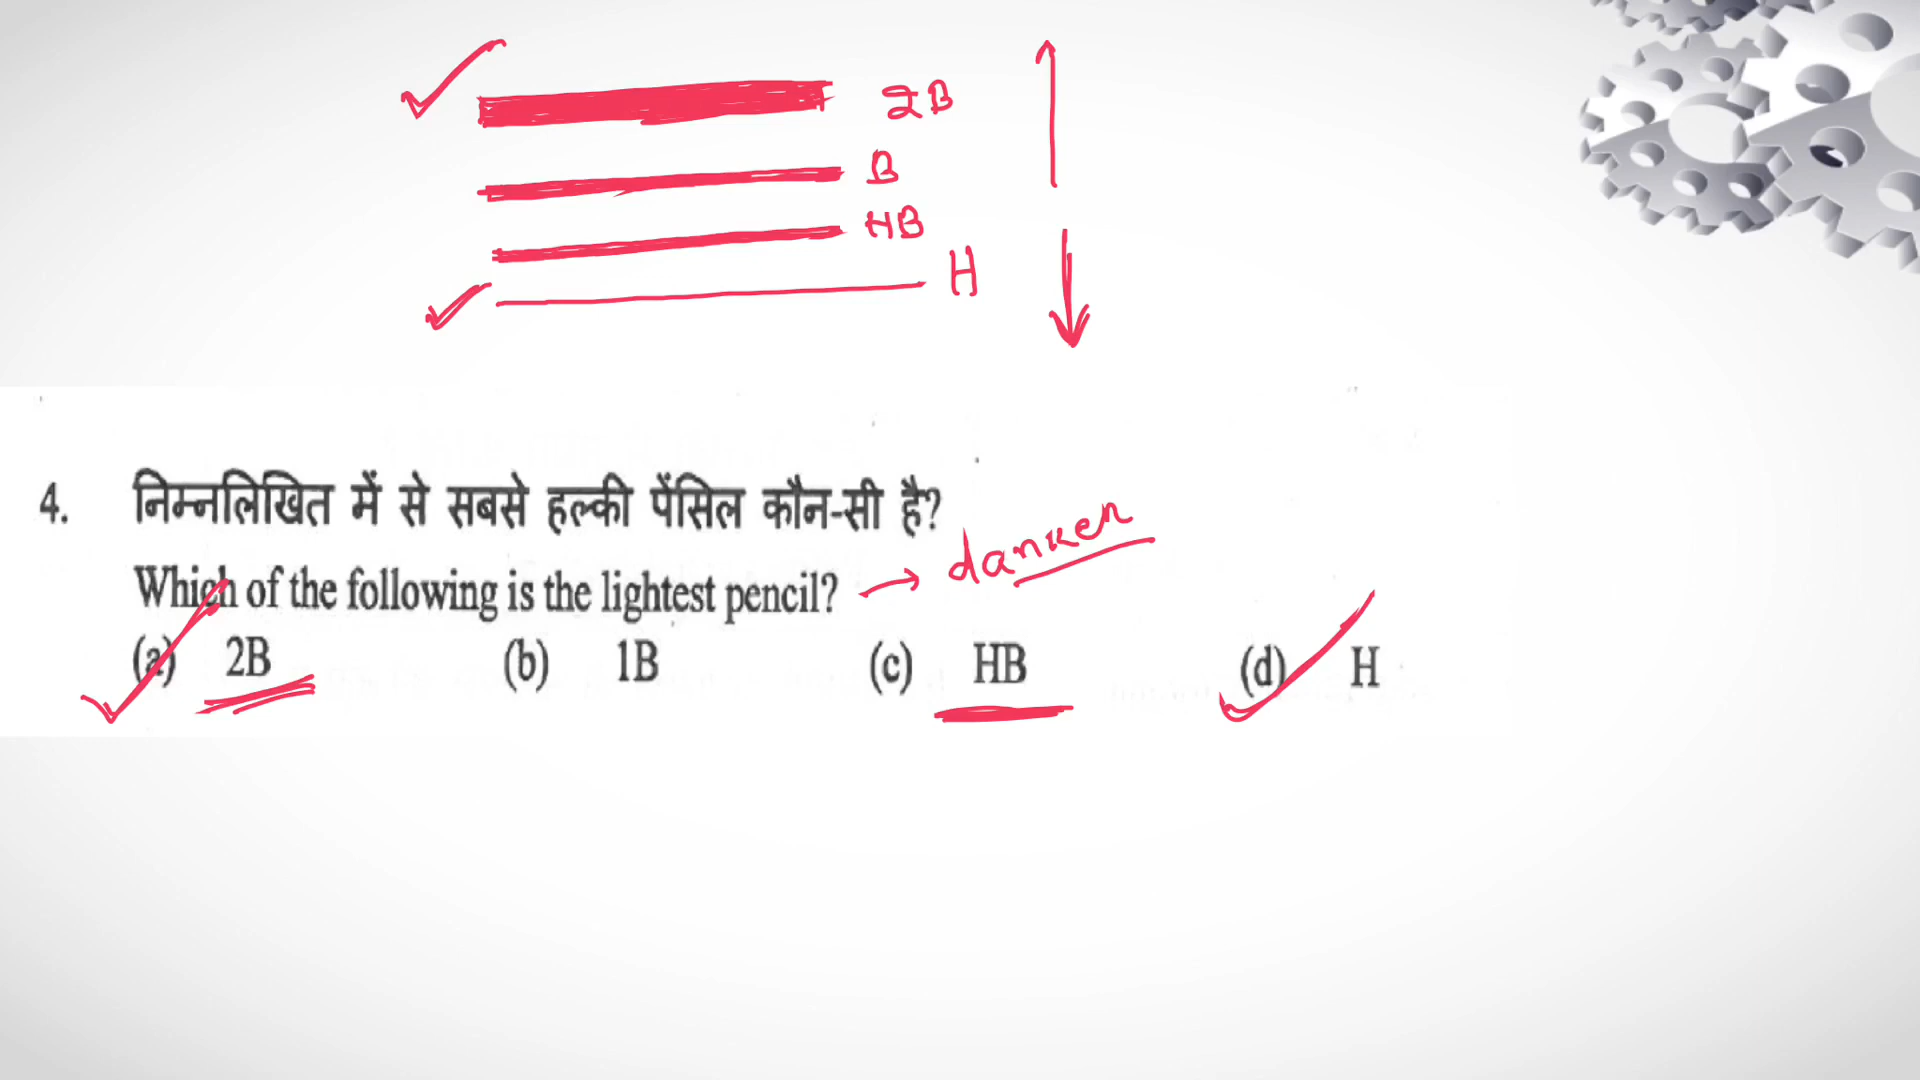 2B
B
HB
H
4. निम्नलिखित में से सबसे हल्की पेंसिल कौन-सी है?
Which of the following is the lightest pencil? → darker
(a) 2B (b) 1B (c) HB (d) H